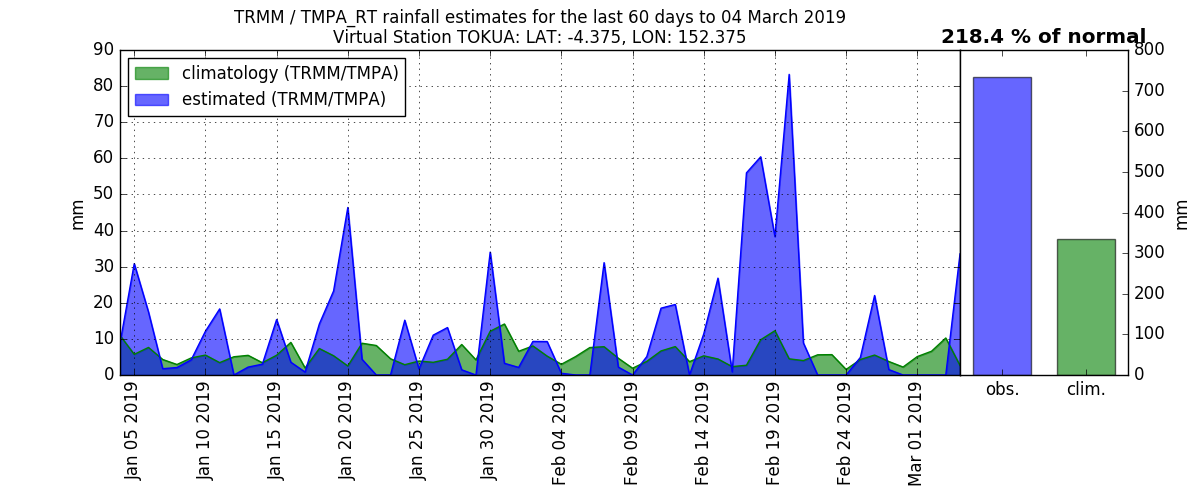 TRMM / TMPA_RT rainfall estimates for the last 60 days to 04 March 2019
Virtual Station TOKUA: LAT: -4.375, LON: 152.375
218.4 % of normal
climatology (TRMM/TMPA)
estimated (TRMM/TMPA)
mm
90
80
70
60
50
40
30
20
10
0
Jan 05 2019
Jan 10 2019
Jan 15 2019
Jan 20 2019
Jan 25 2019
Jan 30 2019
Feb 04 2019
Feb 09 2019
Feb 14 2019
Feb 19 2019
Feb 24 2019
Mar 01 2019
obs.
clim.
800
700
600
500
400
300
200
100
0
mm